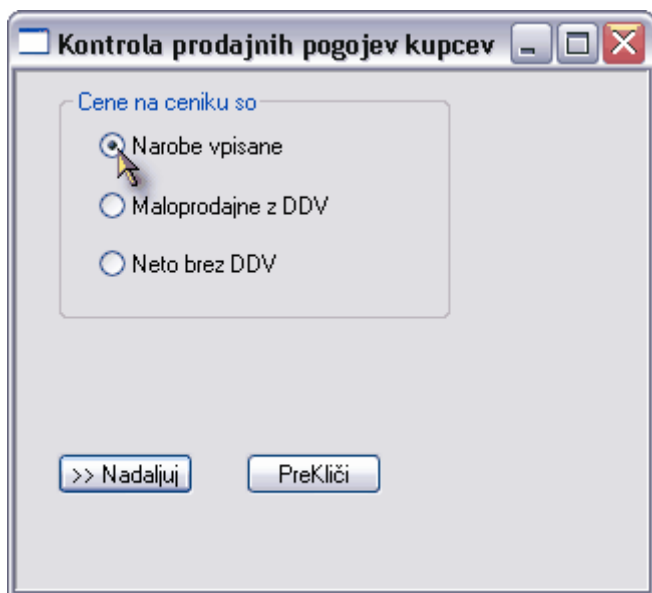 Kontrola prodajnih pogojev kupcev
Cene na ceniku so
Narobe vpisane
Maloprodajne z DDV
Neto brez DDV
>> Nadaljuj
PreKliči